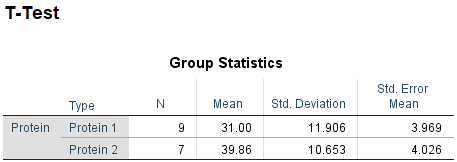 T-Test
Group Statistics
Type N Mean Std. Deviation Std. Error Mean
Protein Protein 1 9 31.00 11.906 3.969
Protein 2 7 39.86 10.653 4.026